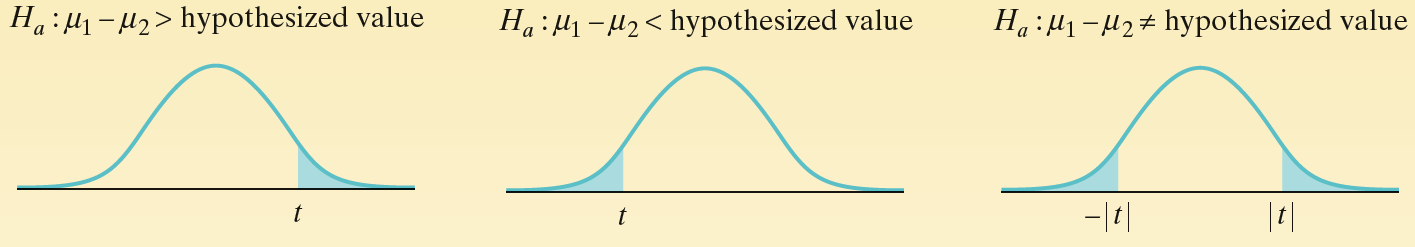 Hₐ : μ₁ – μ₂ > hypothesized value
Hₐ : μ₁ – μ₂ < hypothesized value
Hₐ : μ₁ – μ₂ ≠ hypothesized value
t
t
–|t|
|t|